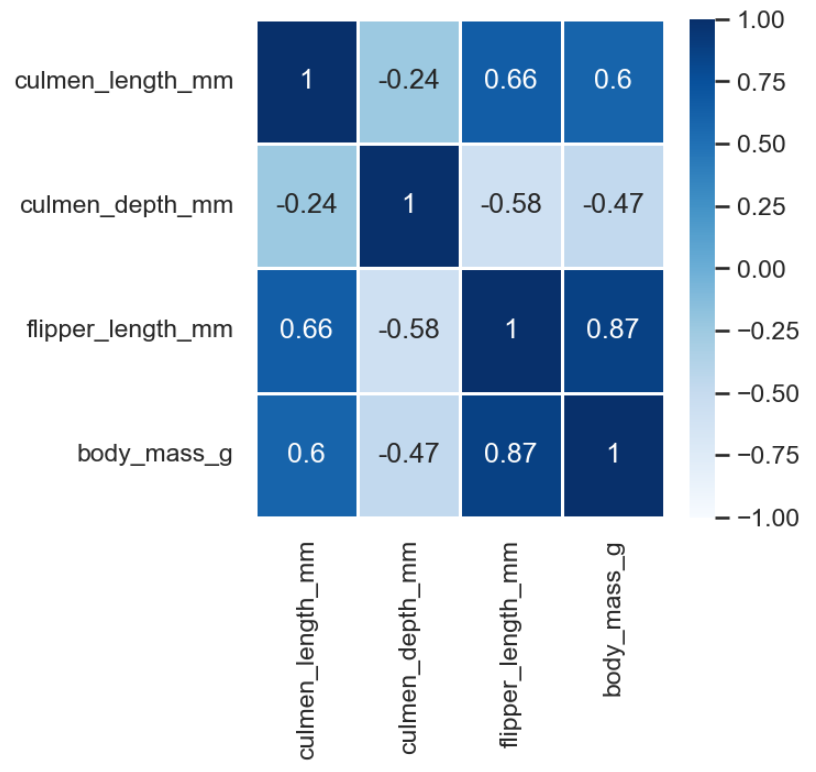 culmen_length_mm 1 -0.24 0.66 0.6
culmen_depth_mm -0.24 1 -0.58 -0.47
flipper_length_mm 0.66 -0.58 1 0.87
body_mass_g 0.6 -0.47 0.87 1
culmen_length_mm
culmen_depth_mm
flipper_length_mm
body_mass_g
1.00
0.75
0.50
0.25
0.00
−0.25
−0.50
−0.75
−1.00